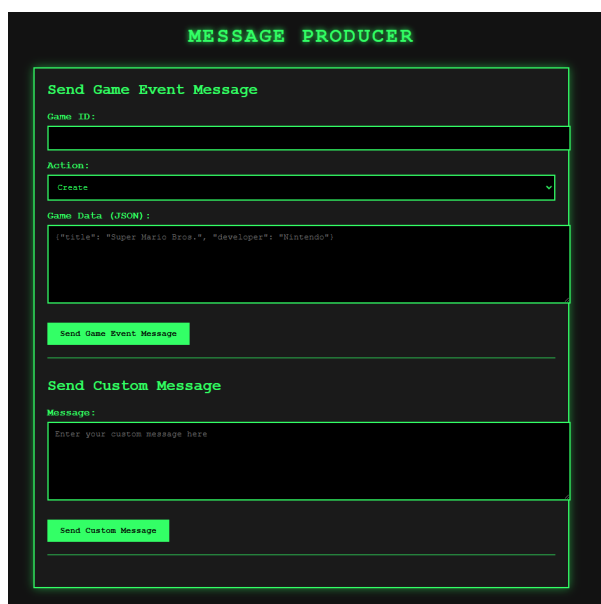 MESSAGE PRODUCER
Send Game Event Message
Game ID:
Action:
Create
Game Data (JSON):
{"title": "Super Mario Bros.", "developer": "Nintendo"}
Send Game Event Message
Send Custom Message
Message:
Enter your custom message here
Send Custom Message